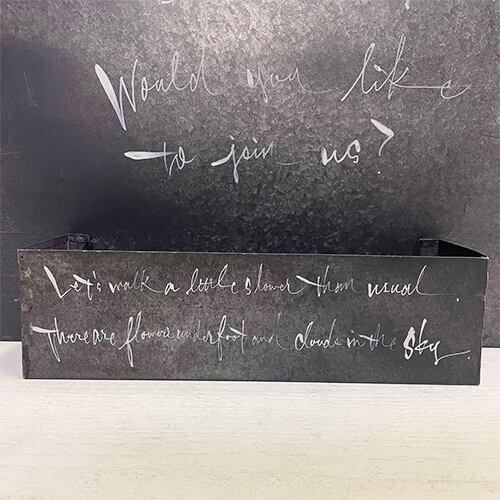 Would you like
to join us?
Let's walk a little slower than usual.
There are flowers underfoot and clouds in the sky.